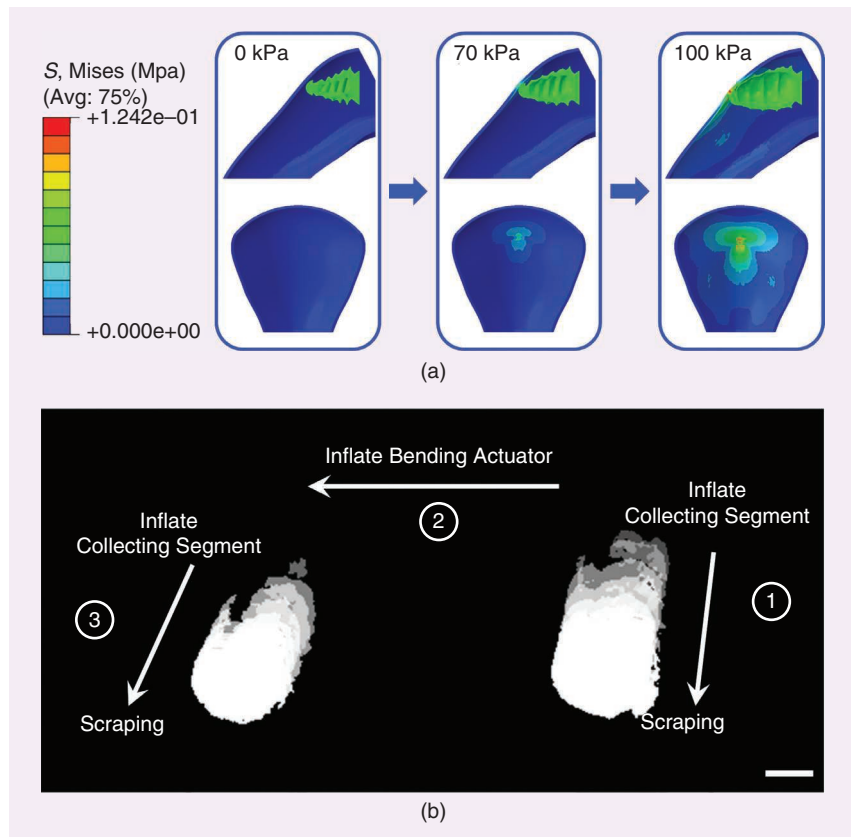 0 kPa
70 kPa
100 kPa
S, Mises (Mpa)
(Avg: 75%)
+1.242e–01
+0.000e+00
(a)
Inflate Bending Actuator
2
Inflate
Collecting Segment
1
Scraping
Inflate
Collecting Segment
3
Scraping
(b)